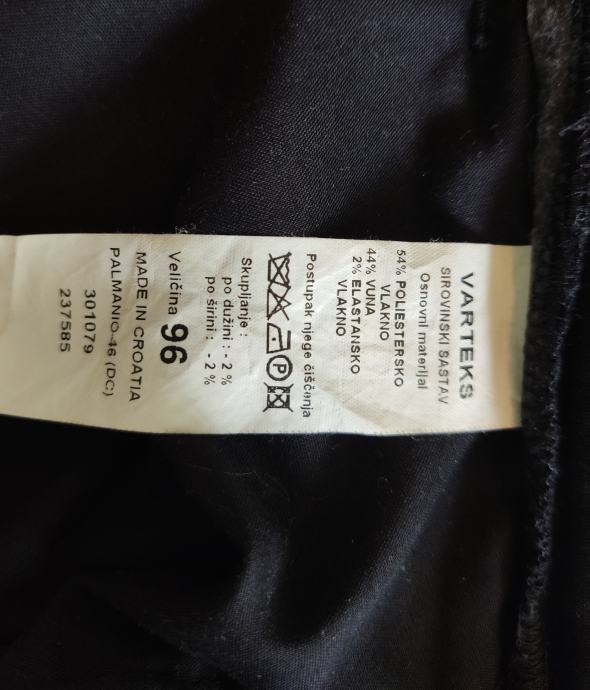 VARTEKS
SIROVINSKI SASTAV
Osnovni materijal
54% POLIESTERSKO
VLAKNO
44% VUNA
2% ELASTANSKO
VLAKNO
Postupak njege čišćenja
P
Skupljanje :
po dužini : - 2 %
po širini : - 2 %
Veličina 96
MADE IN CROATIA
PALMANIO-46 (DC)
301079
237585